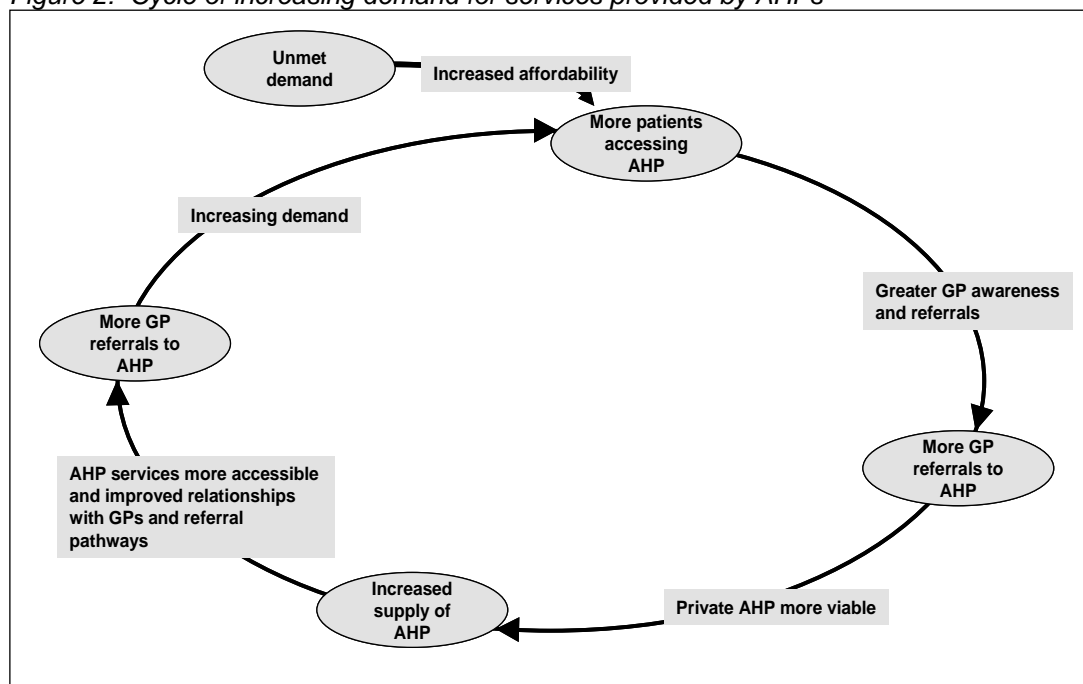 Figure 2: Cycle of increasing demand for services provided by AHPs
Unmet
demand
Increased affordability
More patients
accessing
AHP
Increasing demand
Greater GP awareness
and referrals
More GP
referrals to
AHP
More GP
referrals to
AHP
AHP services more accessible
and improved relationships
with GPs and referral
pathways
Increased
supply of
AHP
Private AHP more viable